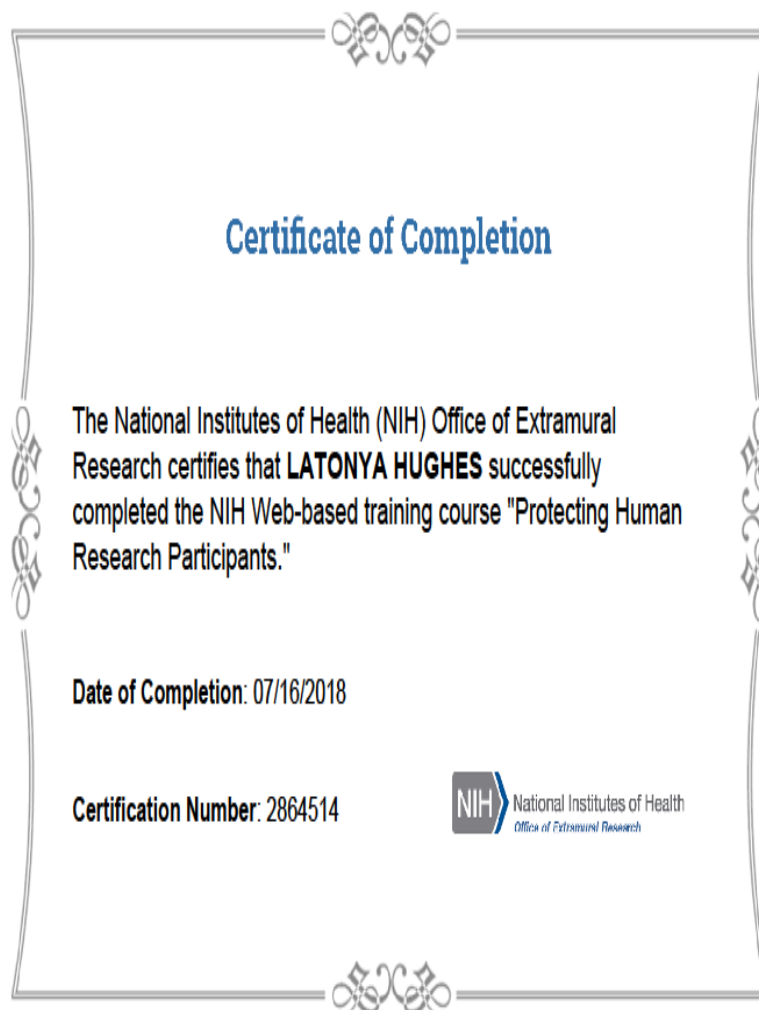 Certificate of Completion
The National Institutes of Health (NIH) Office of Extramural
Research certifies that LATONYA HUGHES successfully
completed the NIH Web-based training course "Protecting Human
Research Participants."
Date of Completion: 07/16/2018
Certification Number: 2864514
NIH National Institutes of Health
Office of Extramural Research